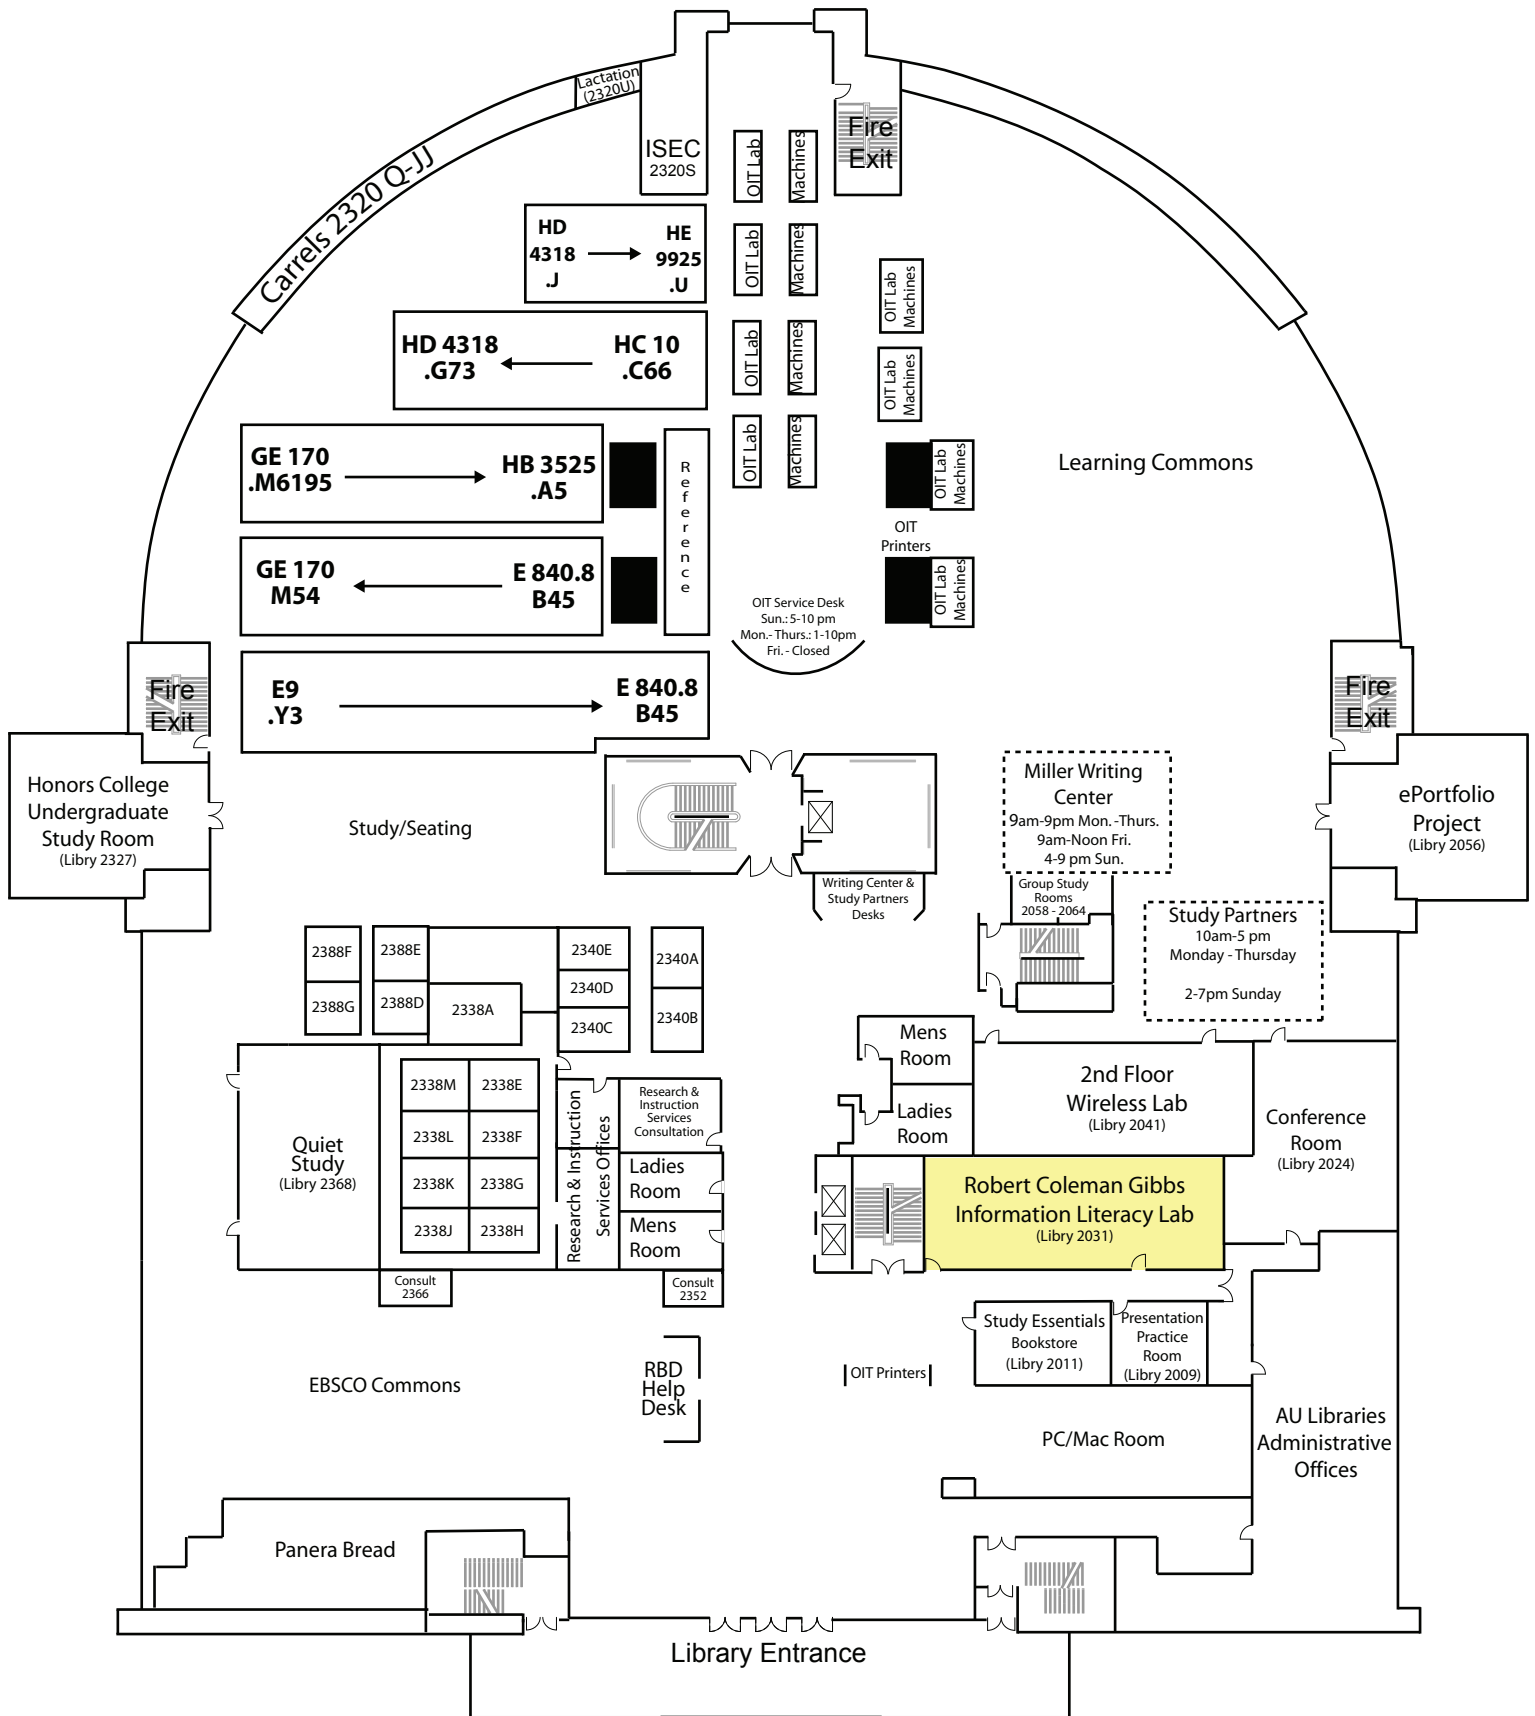 Lactation
(2320U)
Carrels 2320 Q-JJ
ISEC
2320S
Fire
Exit
OIT Lab
Machines
OIT Lab
Machines
OIT Lab
Machines
OIT Lab
Machines
OIT Lab
Machines
OIT Lab
Machines
HD
4318
.J
HE
9925
.U
HD 4318
.G73
HC 10
.C66
GE 170
.M6195
HB 3525
.A5
Reference
GE 170
M54
E 840.8
B45
E9
.Y3
E 840.8
B45
Learning Commons
OIT Lab
Machines
OIT
Printers
OIT Lab
Machines
OIT Service Desk
Sun.: 5-10 pm
Mon.- Thurs.: 1-10pm
Fri. - Closed
Fire
Exit
Fire
Exit
Honors College
Undergraduate
Study Room
(Libry 2327)
Study/Seating
Miller Writing
Center
9am-9pm Mon. -Thurs.
9am-Noon Fri.
4-9 pm Sun.
ePortfolio
Project
(Libry 2056)
Writing Center &
Study Partners
Desks
Group Study
Rooms
2058 - 2064
Study Partners
10am-5 pm
Monday - Thursday
2-7pm Sunday
2388F
2388G
2388E
2388D
2338A
2340E
2340D
2340C
2340A
2340B
Mens
Room
Ladies
Room
2nd Floor
Wireless Lab
(Libry 2041)
Conference
Room
(Libry 2024)
Quiet
Study
(Libry 2368)
2338M
2338E
2338L
2338F
2338K
2338G
2338J
2338H
Research & Instruction
Services Offices
Research &
Instruction
Services
Consultation
Ladies
Room
Mens
Room
Robert Coleman Gibbs
Information Literacy Lab
(Libry 2031)
Consult
2366
Consult
2352
Study Essentials
Bookstore
(Libry 2011)
Presentation
Practice
Room
(Libry 2009)
EBSCO Commons
RBD
Help
Desk
OIT Printers
PC/Mac Room
AU Libraries
Administrative
Offices
Panera Bread
Library Entrance